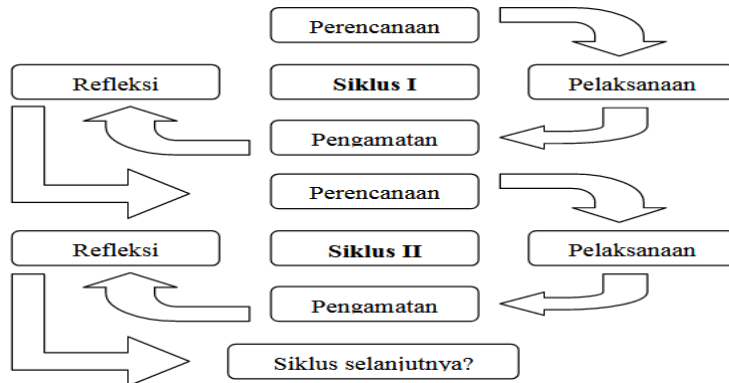 Perencanaan
Refleksi
Siklus I
Pelaksanaan
Pengamatan
Perencanaan
Refleksi
Siklus II
Pelaksanaan
Pengamatan
Siklus selanjutnya?